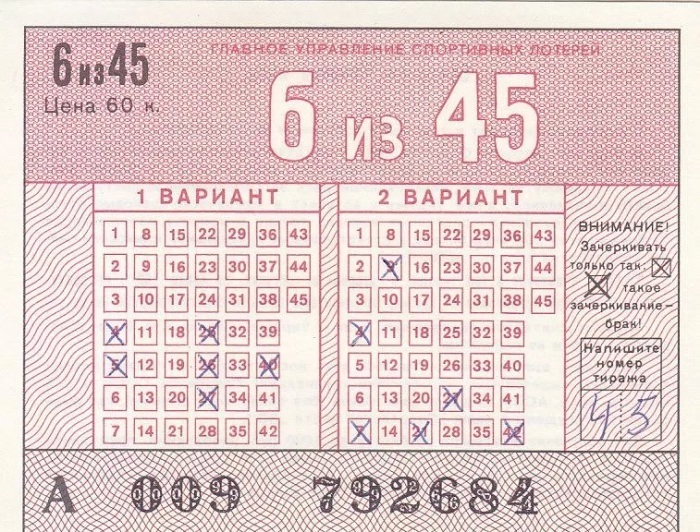 ГЛАВНОЕ УПРАВЛЕНИЕ СПОРТИВНЫХ ЛОТЕРЕЙ
6 из 45
Цена 60 к.
6 из 45
1 ВАРИАНТ
1 8 15 22 29 36 43
2 9 16 23 30 37 44
3 10 17 24 31 38 45
4 11 18 25 32 39
5 12 19 26 33 40
6 13 20 27 34 41
7 14 21 28 35 42
2 ВАРИАНТ
1 8 15 22 29 36 43
2 9 16 23 30 37 44
3 10 17 24 31 38 45
4 11 18 25 32 39
5 12 19 26 33 40
6 13 20 27 34 41
7 14 21 28 35 42
ВНИМАНИЕ!
Зачеркивать
только так
такое
зачеркивание –
брак!
Напишите
номер
тиража
45
А 009 792684